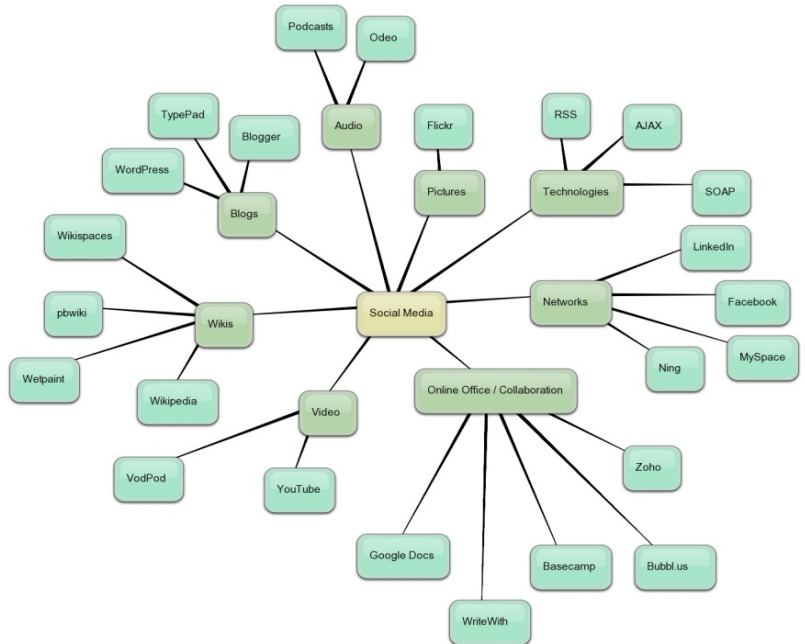 Podcasts
Odeo
TypePad
Blogger
Audio
Flickr
RSS
AJAX
WordPress
Pictures
Technologies
SOAP
Blogs
Wikispaces
LinkedIn
pbwiki
Wikis
Social Media
Networks
Facebook
Wetpaint
MySpace
Ning
Wikipedia
Video
Online Office / Collaboration
VodPod
YouTube
Zoho
Google Docs
Basecamp
Bubbl.us
WriteWith